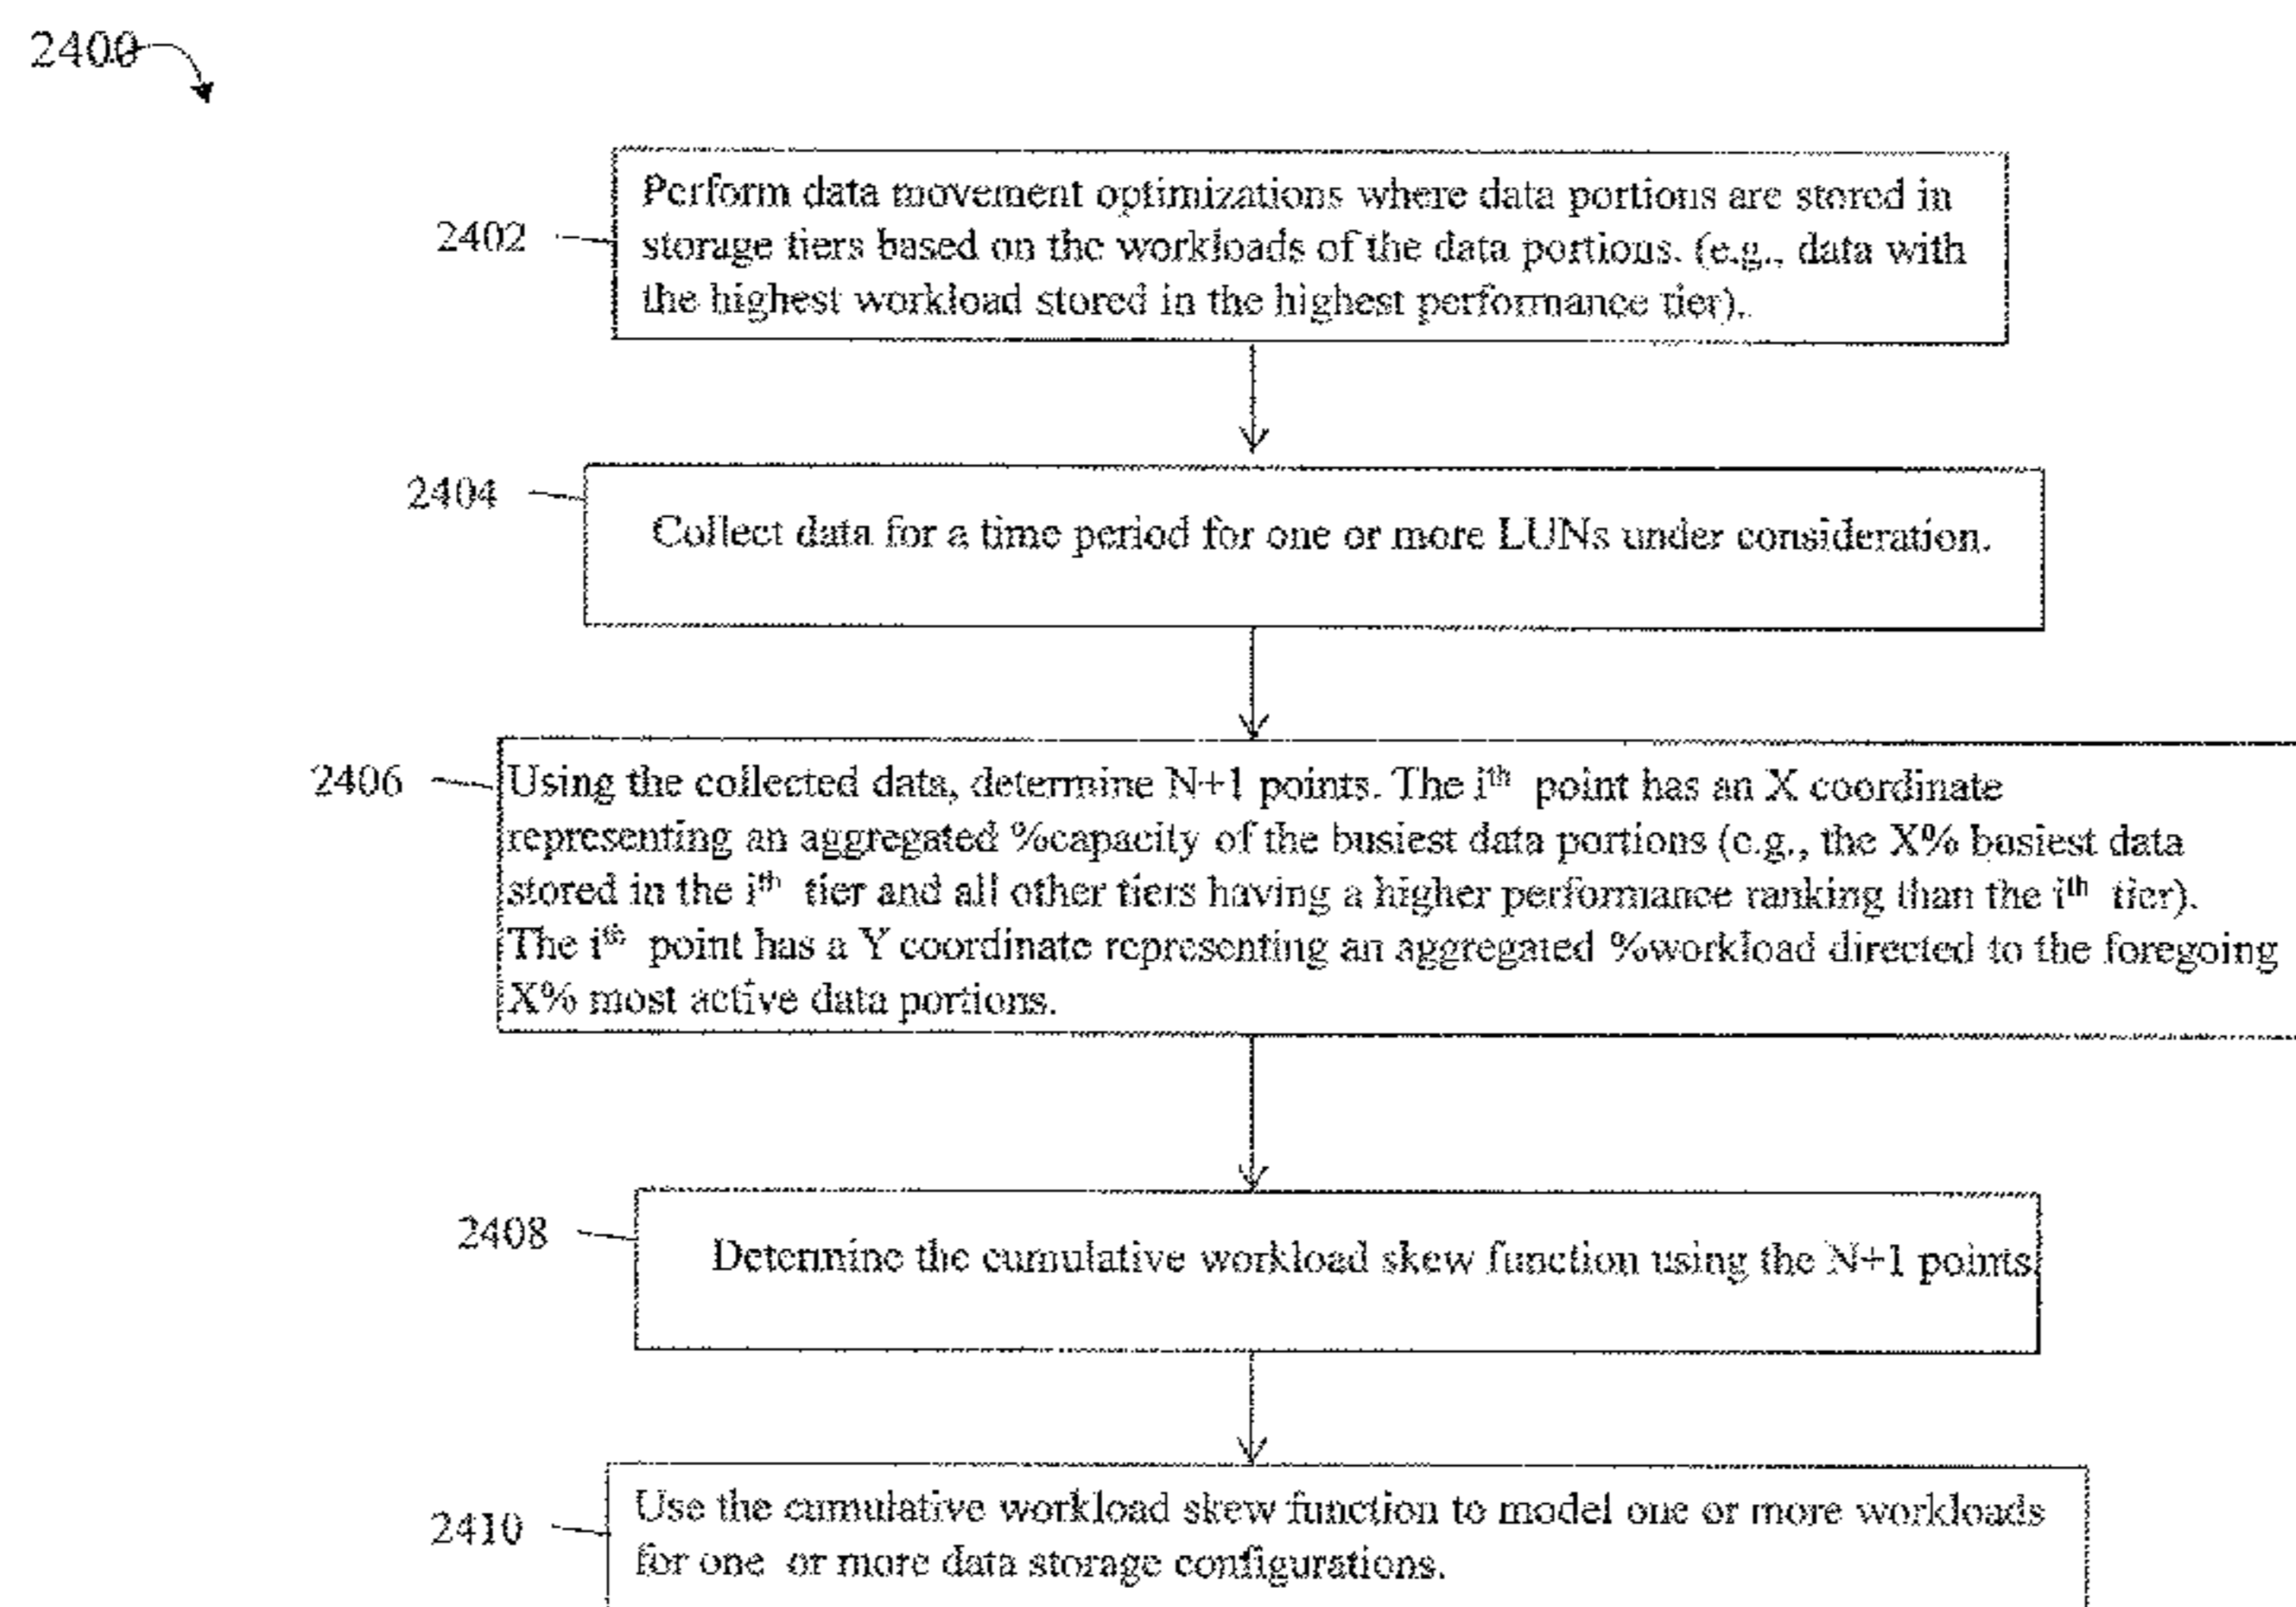 2400
2402
Perform data movement optimizations where data portions are stored in
storage tiers based on the workloads of the data portions. (e.g., data with
the highest workload stored in the highest performance tier).
2404
Collect data for a time period for one or more LUNs under consideration.
2406
Using the collected data, determine N+1 points. The iᵗʰ point has an X coordinate
representing an aggregated %capacity of the busiest data portions (e.g., the X% busiest data
stored in the iᵗʰ tier and all other tiers having a higher performance ranking than the iᵗʰ tier).
The iᵗʰ point has a Y coordinate representing an aggregated %workload directed to the foregoing
X% most active data portions.
2408
Determine the cumulative workload skew function using the N+1 points
2410
Use the cumulative workload skew function to model one or more workloads
for one or more data storage configurations.